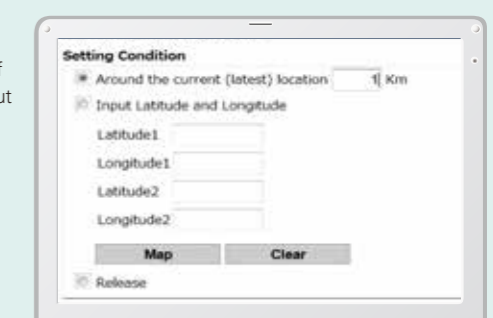 Setting Condition
Around the current (latest) location 1 Km
Input Latitude and Longitude
Latitude1
Longitude1
Latitude2
Longitude2
Map Clear
Release